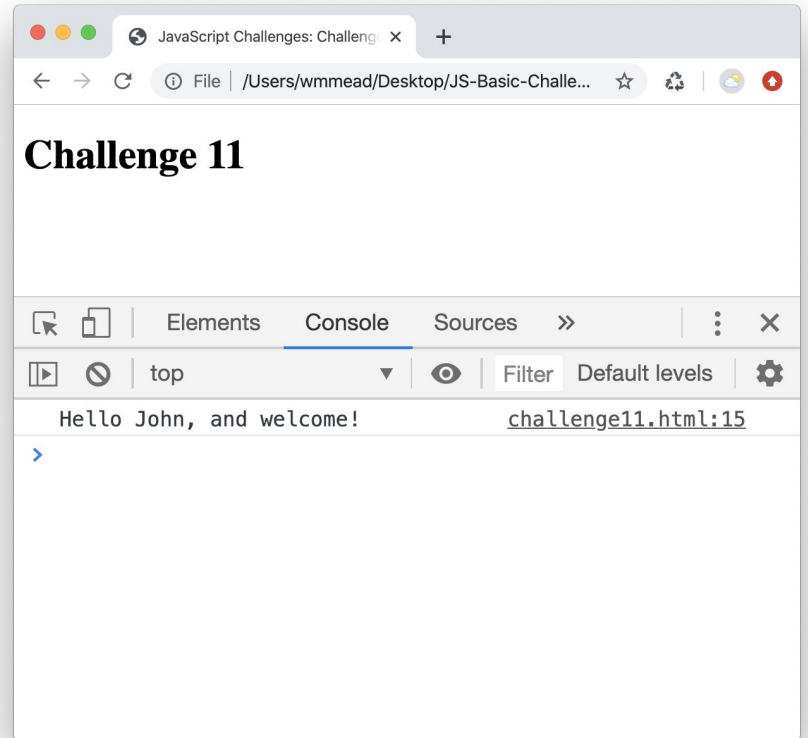 JavaScript Challenges: Challeng
File /Users/wmmead/Desktop/JS-Basic-Challe...
Challenge 11
Elements Console Sources
top Filter Default levels
Hello John, and welcome! challenge11.html:15